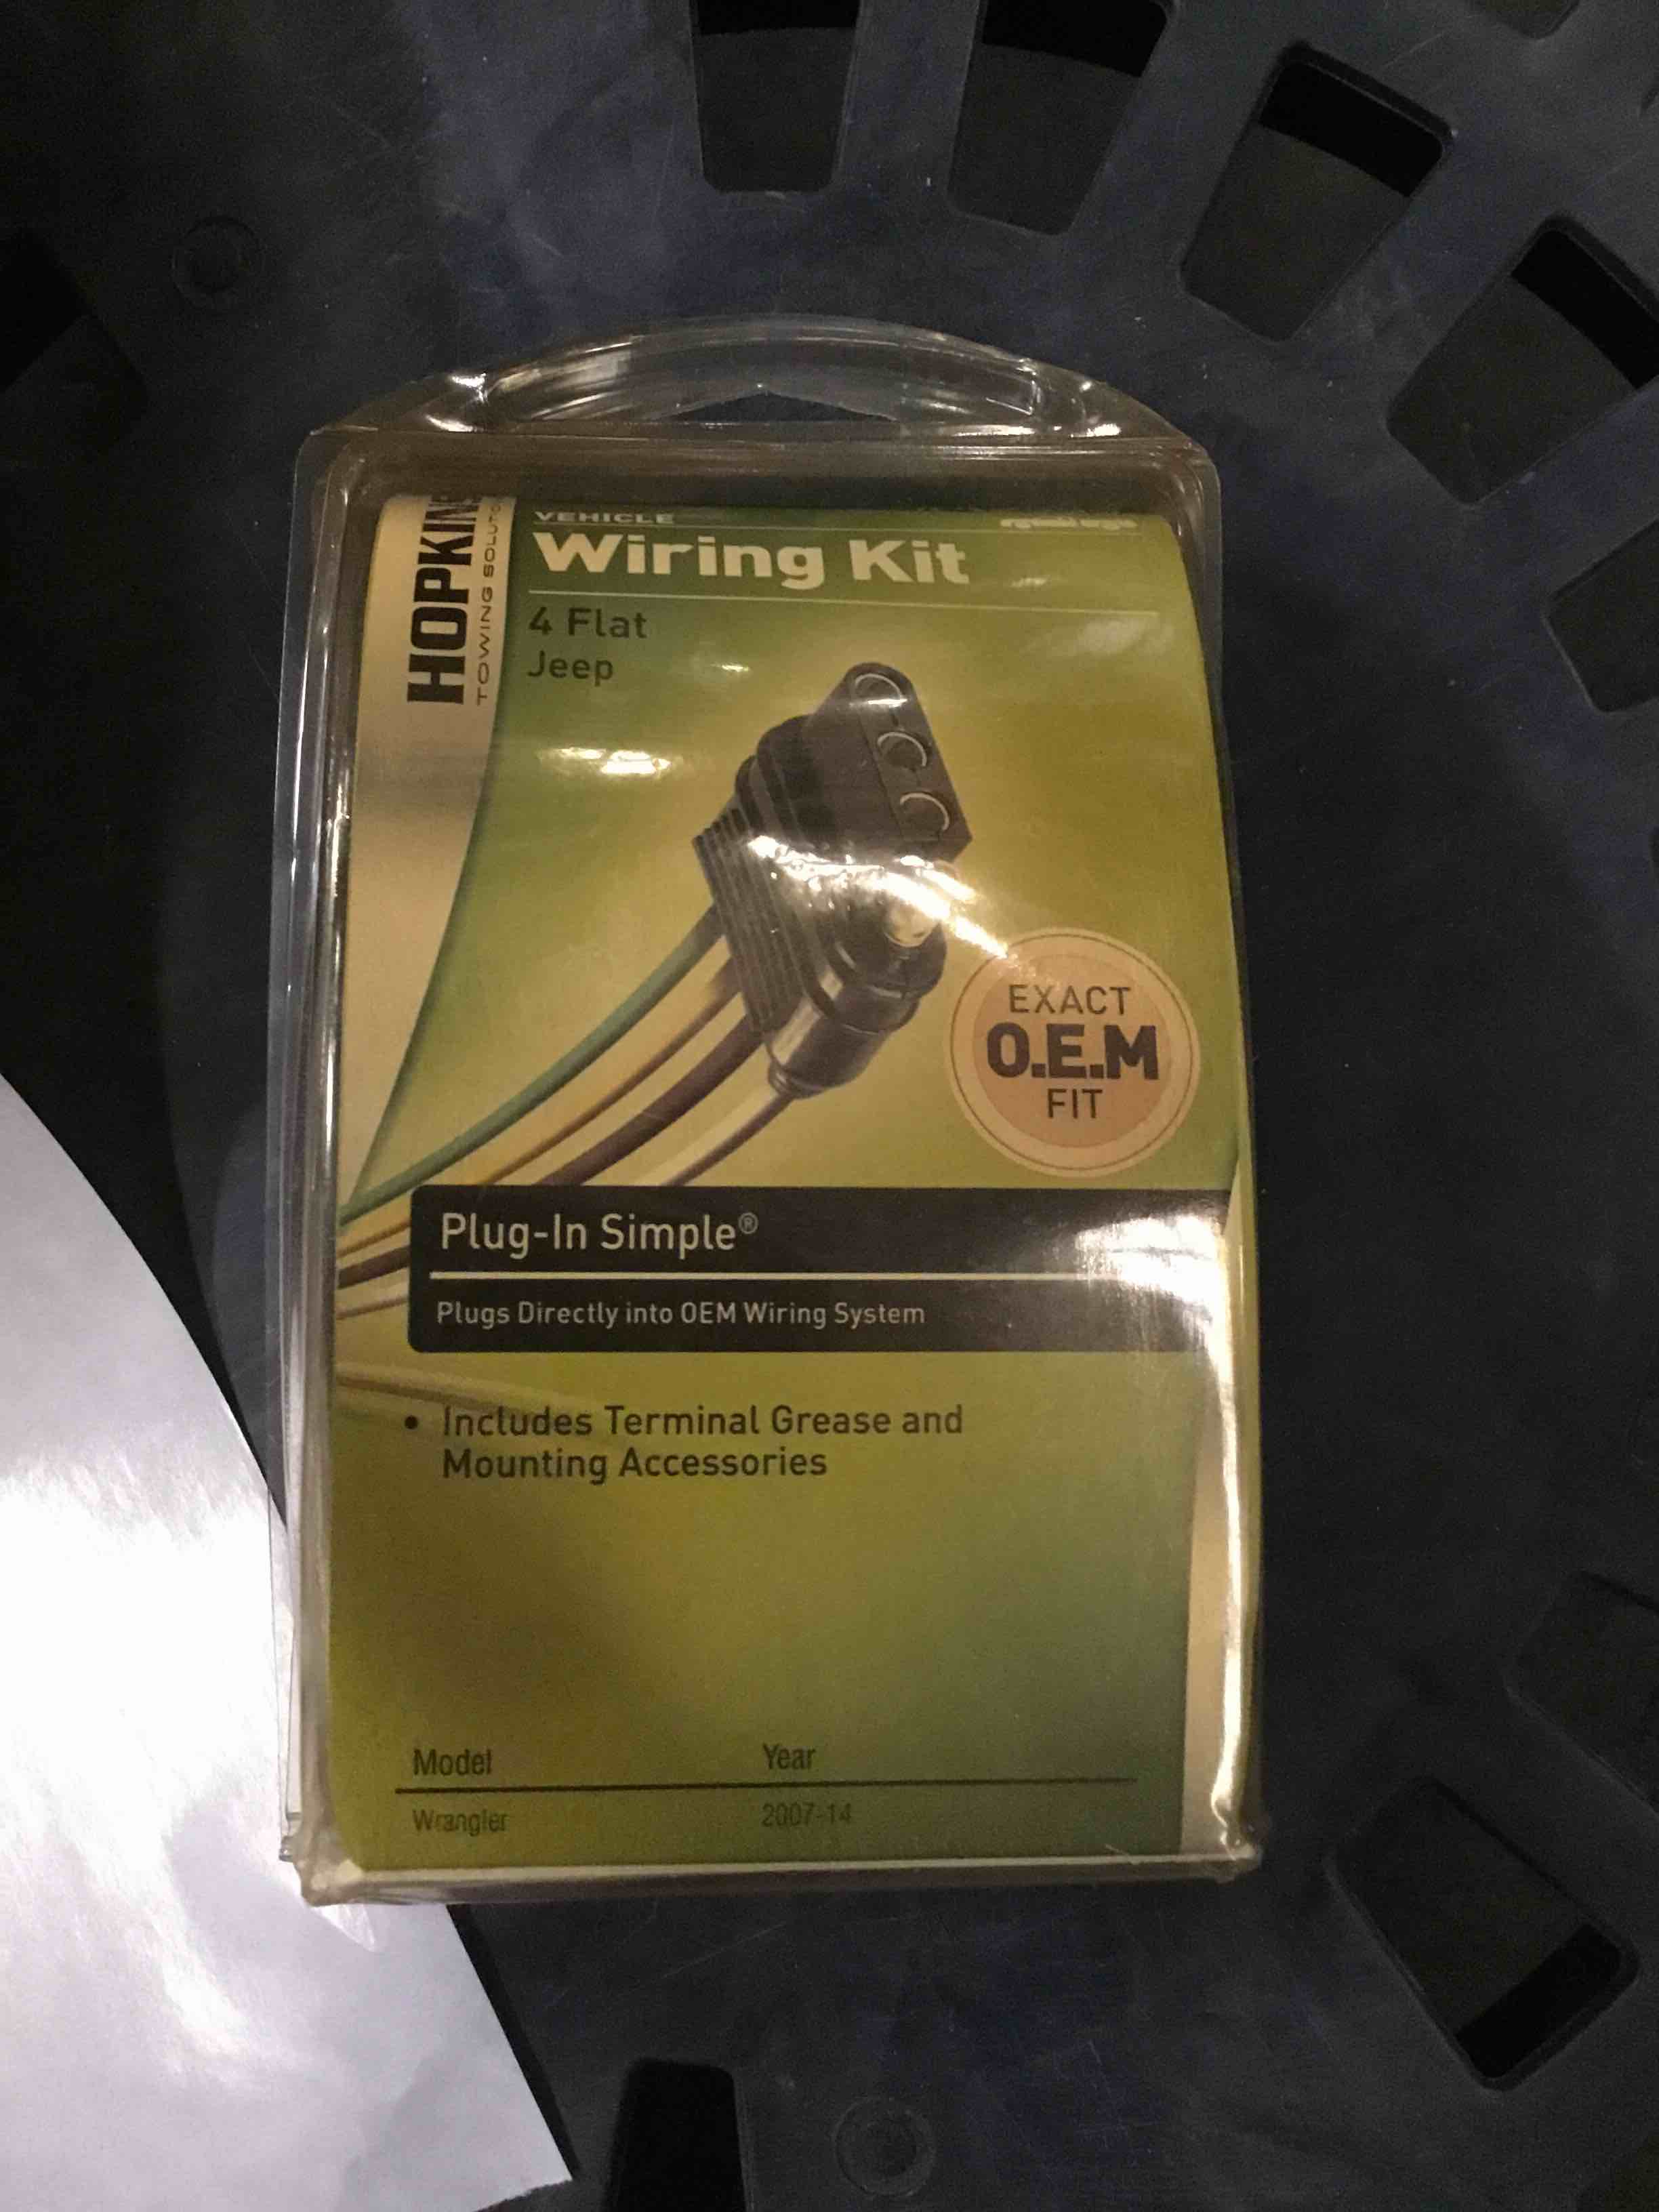 HOPKINS
TOWING SOLUTIO
VEHICLE
Wiring Kit
4 Flat
Jeep
EXACT
O.E.M
FIT
Plug-In Simple®
Plugs Directly into OEM Wiring System
• Includes Terminal Grease and
Mounting Accessories
Model Year
Wrangler 2007-14